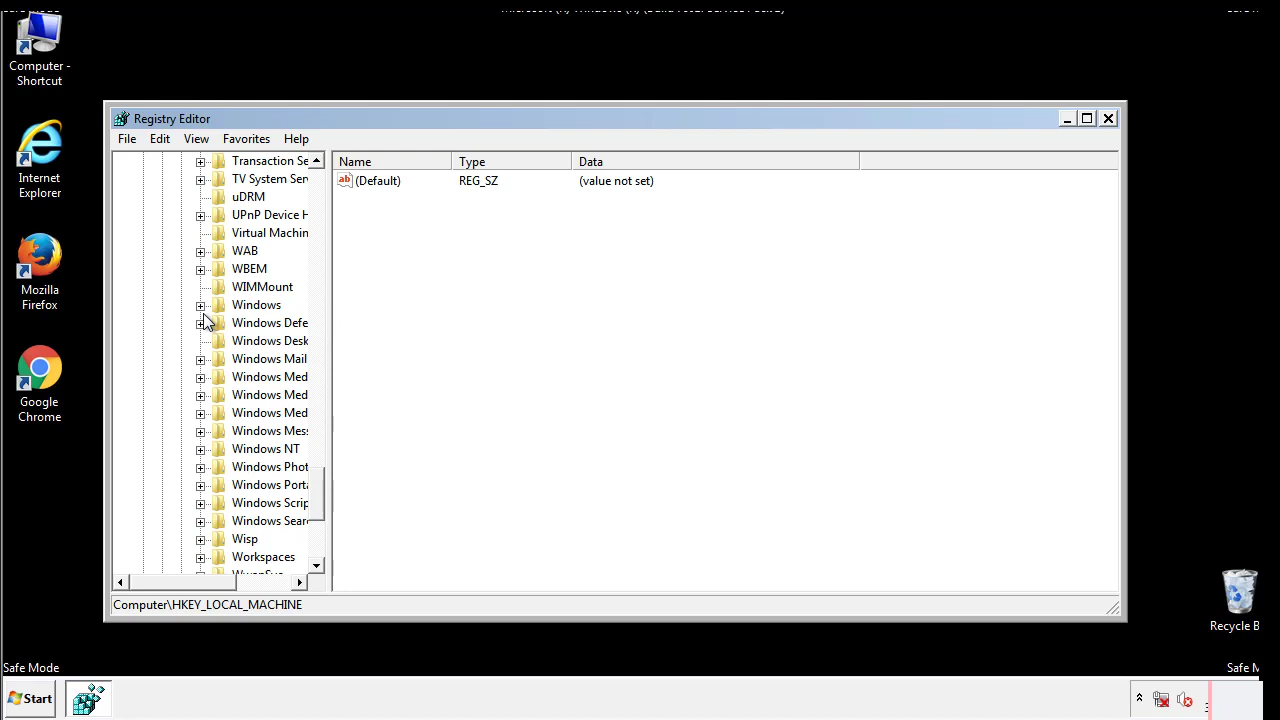 Computer -
Shortcut
Internet
Explorer
Mozilla
Firefox
Google
Chrome
Registry Editor
File Edit View Favorites Help
Transaction Se
TV System Ser
uDRM
UPnP Device H
Virtual Machin
WAB
WBEM
WIMMount
Windows
Windows Defe
Windows Desk
Windows Mail
Windows Med
Windows Med
Windows Med
Windows Mess
Windows NT
Windows Phot
Windows Porta
Windows Scrip
Windows Sear
Wisp
Workspaces
Name Type Data
ab (Default) REG_SZ (value not set)
Computer\HKEY_LOCAL_MACHINE
Recycle B
Safe Mode
Safe M
Start